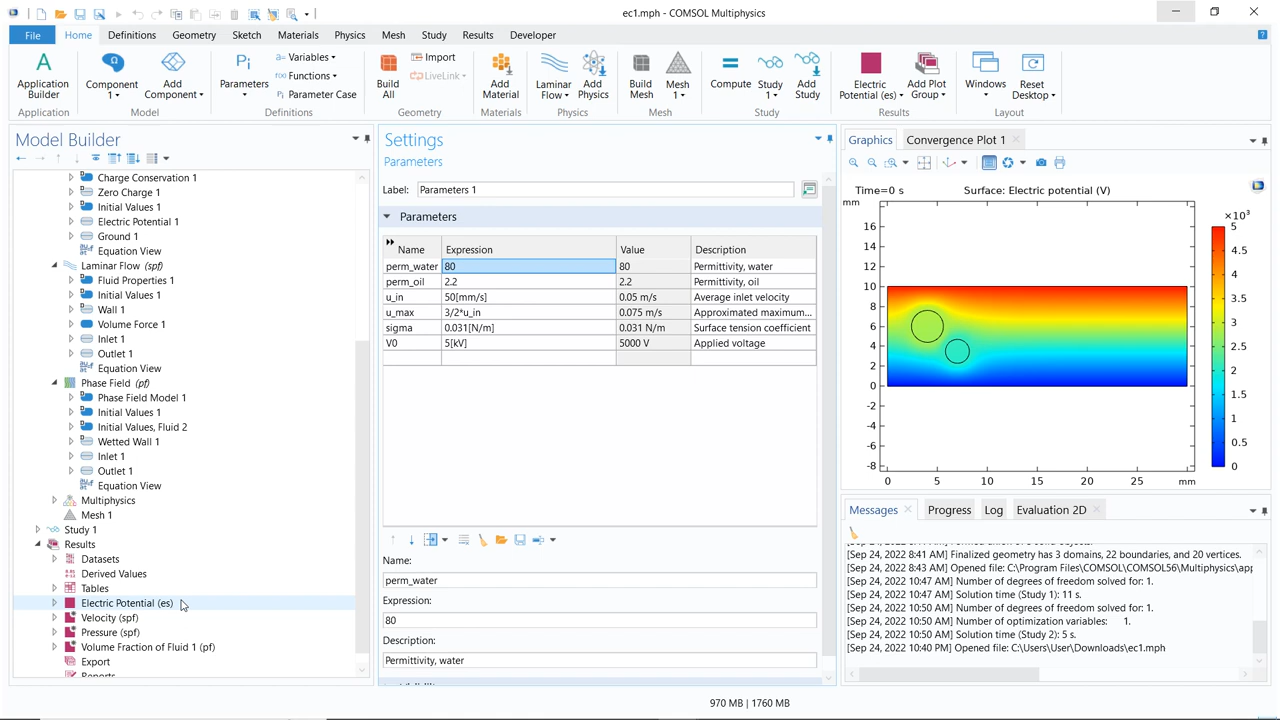 ec1.mph - COMSOL Multiphysics
File Home Definitions Geometry Sketch Materials Physics Mesh Study Results Developer
Application Builder
Application
Component 1
Add Component
Model
Pi
Parameters
a= Variables
f(x) Functions
Pi Parameter Case
Definitions
Build All
Import
LiveLink
Geometry
Add Material
Materials
Laminar Flow
Add Physics
Physics
Build Mesh
Mesh 1
Mesh
Compute
Study 1
Add Study
Study
Electric Potential (es)
Add Plot Group
Results
Windows
Reset Desktop
Layout
Model Builder
Charge Conservation 1
Zero Charge 1
Initial Values 1
Electric Potential 1
Ground 1
Equation View
Laminar Flow (spf)
Fluid Properties 1
Initial Values 1
Wall 1
Volume Force 1
Inlet 1
Outlet 1
Equation View
Phase Field (pf)
Phase Field Model 1
Initial Values 1
Initial Values, Fluid 2
Wetted Wall 1
Inlet 1
Outlet 1
Equation View
Multiphysics
Mesh 1
Study 1
Results
Datasets
Derived Values
Tables
Electric Potential (es)
Velocity (spf)
Pressure (spf)
Volume Fraction of Fluid 1 (pf)
Export
Reports
Settings
Parameters
Label: Parameters 1
Parameters
Name Expression Value Description
perm_water 80 80 Permittivity, water
perm_oil 2.2 2.2 Permittivity, oil
u_in 50[mm/s] 0.05 m/s Average inlet velocity
u_max 3/2*u_in 0.075 m/s Approximated maximum...
sigma 0.031[N/m] 0.031 N/m Surface tension coefficient
V0 5[kV] 5000 V Applied voltage
Name:
perm_water
Expression:
80
Description:
Permittivity, water
Graphics Convergence Plot 1
Time=0 s Surface: Electric potential (V)
mm
16
14
12
10
8
6
4
2
0
-2
-4
-6
-8
0 5 10 15 20 25 mm
×10³
5
4.5
4
3.5
3
2.5
2
1.5
1
0.5
0
Messages Progress Log Evaluation 2D
[Sep 24, 2022 8:41 AM] Finalized geometry has 3 domains, 22 boundaries, and 20 vertices.
[Sep 24, 2022 8:43 AM] Opened file: C:\Program Files\COMSOL\COMSOL56\Multiphysics\app
[Sep 24, 2022 10:47 AM] Number of degrees of freedom solved for: 1.
[Sep 24, 2022 10:47 AM] Solution time (Study 1): 11 s.
[Sep 24, 2022 10:50 AM] Number of degrees of freedom solved for: 1.
[Sep 24, 2022 10:50 AM] Number of optimization variables: 1.
[Sep 24, 2022 10:50 AM] Solution time (Study 2): 5 s.
[Sep 24, 2022 10:40 PM] Opened file: C:\Users\User\Downloads\ec1.mph
970 MB | 1760 MB